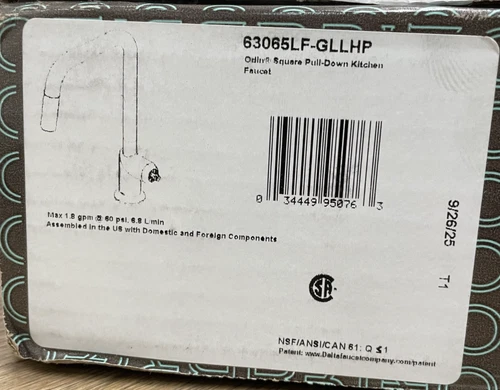 63065LF-GLLHP
Odin® Square Pull-Down Kitchen
Faucet
0 34449 95076 3
Max 1.8 gpm @ 60 psi, 6.8 L/min
Assembled in the US with Domestic and Foreign Components
9/26/25 T1
NSF/ANSI/CAN 61: Q ≤ 1
Patent: www.Deltafaucetcompany.com/patent